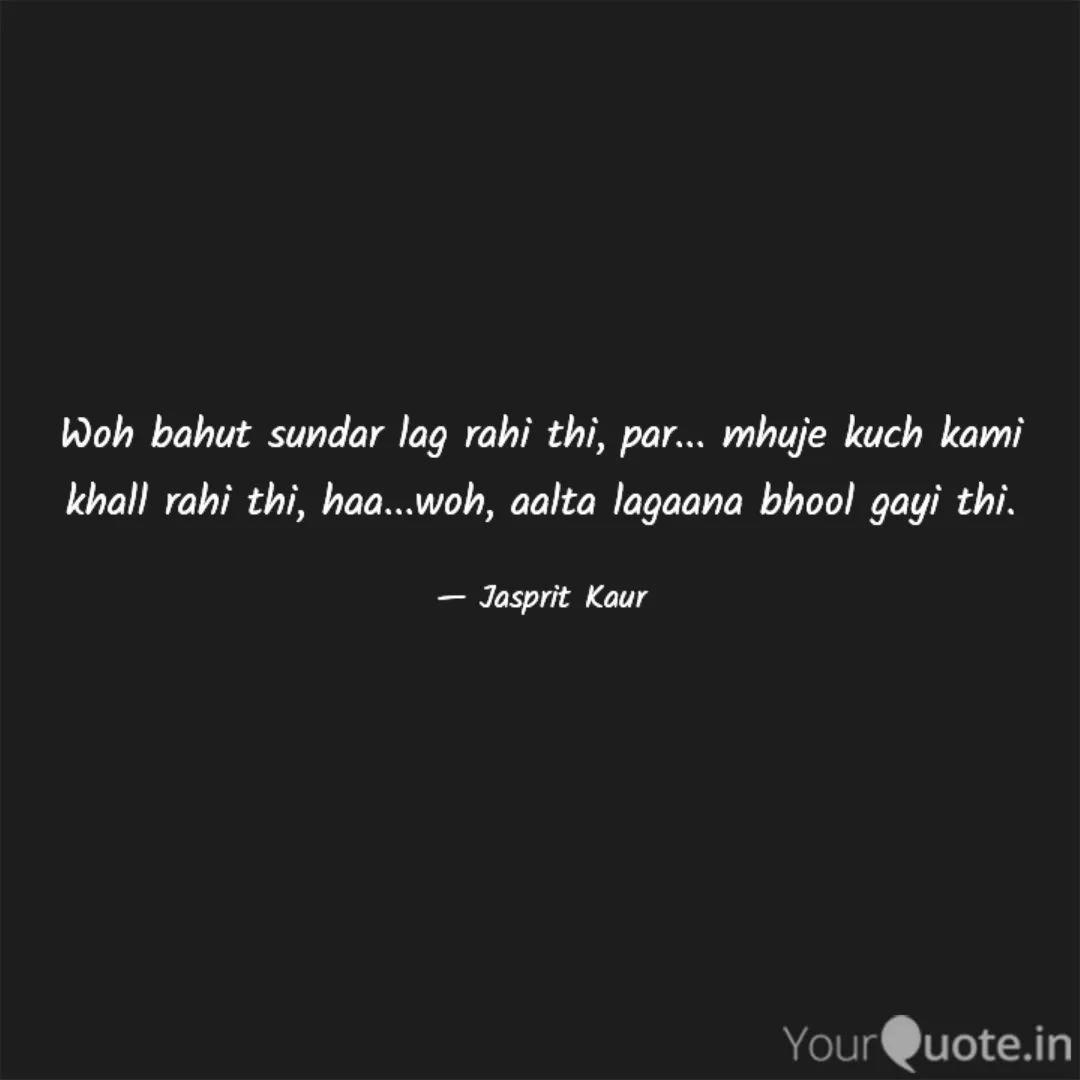 Woh bahut sundar lag rahi thi, par... mhuje kuch kami
khall rahi thi, haa...woh, aalta lagaana bhool gayi thi.
— Jasprit Kaur
YourQuote.in